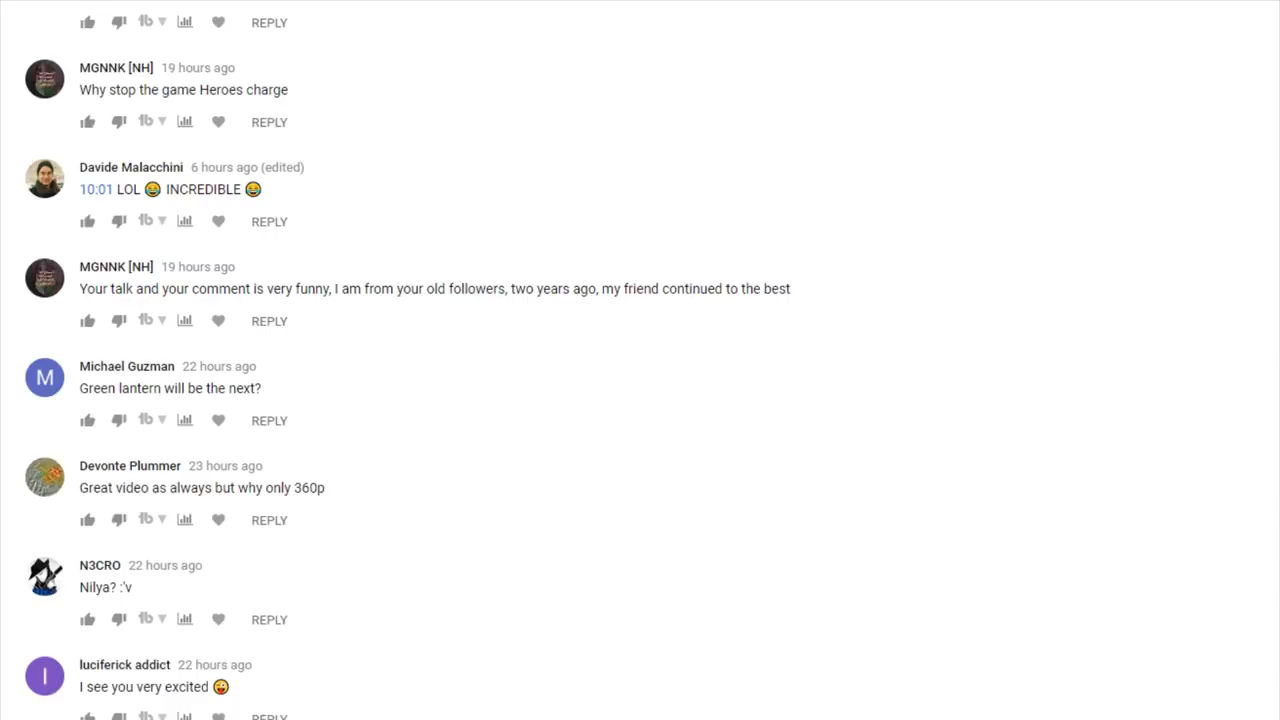 REPLY
MGNNK [NH] 19 hours ago
Why stop the game Heroes charge
REPLY
Davide Malacchini 6 hours ago (edited)
10:01 LOL 😂 INCREDIBLE 😂
REPLY
MGNNK [NH] 19 hours ago
Your talk and your comment is very funny, I am from your old followers, two years ago, my friend continued to the best
REPLY
M
Michael Guzman 22 hours ago
Green lantern will be the next?
REPLY
Devonte Plummer 23 hours ago
Great video as always but why only 360p
REPLY
N3CRO 22 hours ago
Nilya? :'v
REPLY
l
luciferick addict 22 hours ago
I see you very excited 😜
REPLY